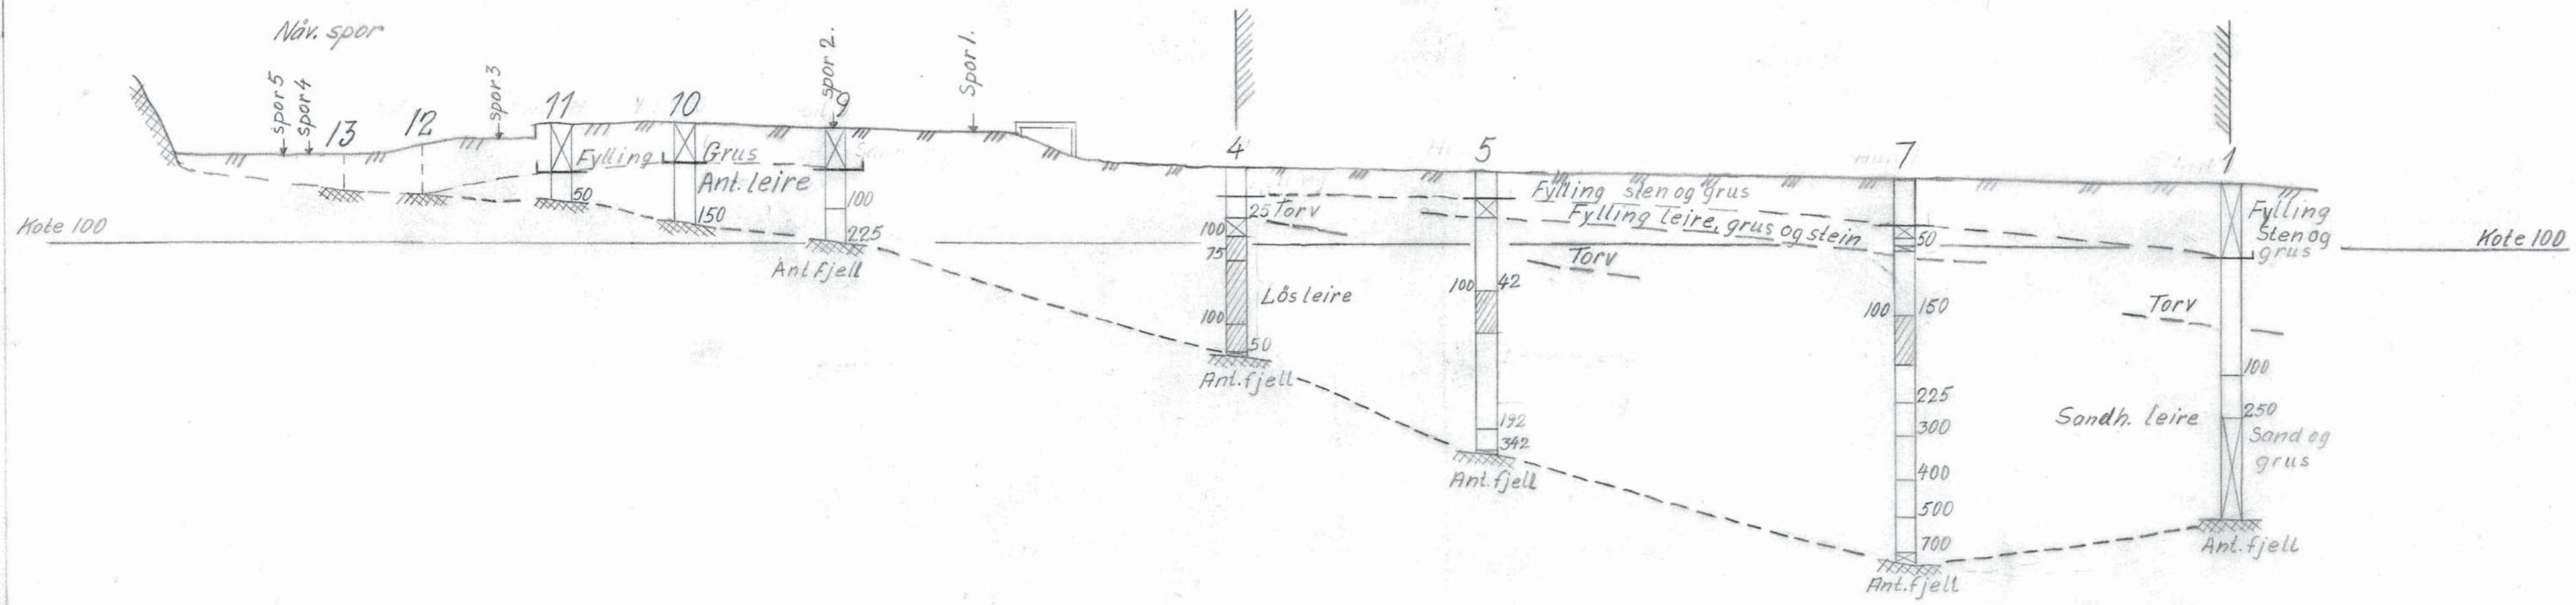 Nåv. spor
spor 5
spor 4
13
12
spor 3
11
10
spor 2.
9
Spor 1.
4
5
7
1
Fylling
Grus
Ant. leire
50
150
100
225
Ant fjell
Kote 100
25
Torv
100
75
Lös leire
100
50
Ant. fjell
Fylling sten og grus
Fylling leire, grus og stein
Torv
100
42
192
342
Ant. fjell
50
100
150
225
300
400
500
700
Ant. fjell
Fylling
Sten og
grus
Kote 100
Torv
100
Sandh. leire
250
Sand og
grus
Ant. fjell